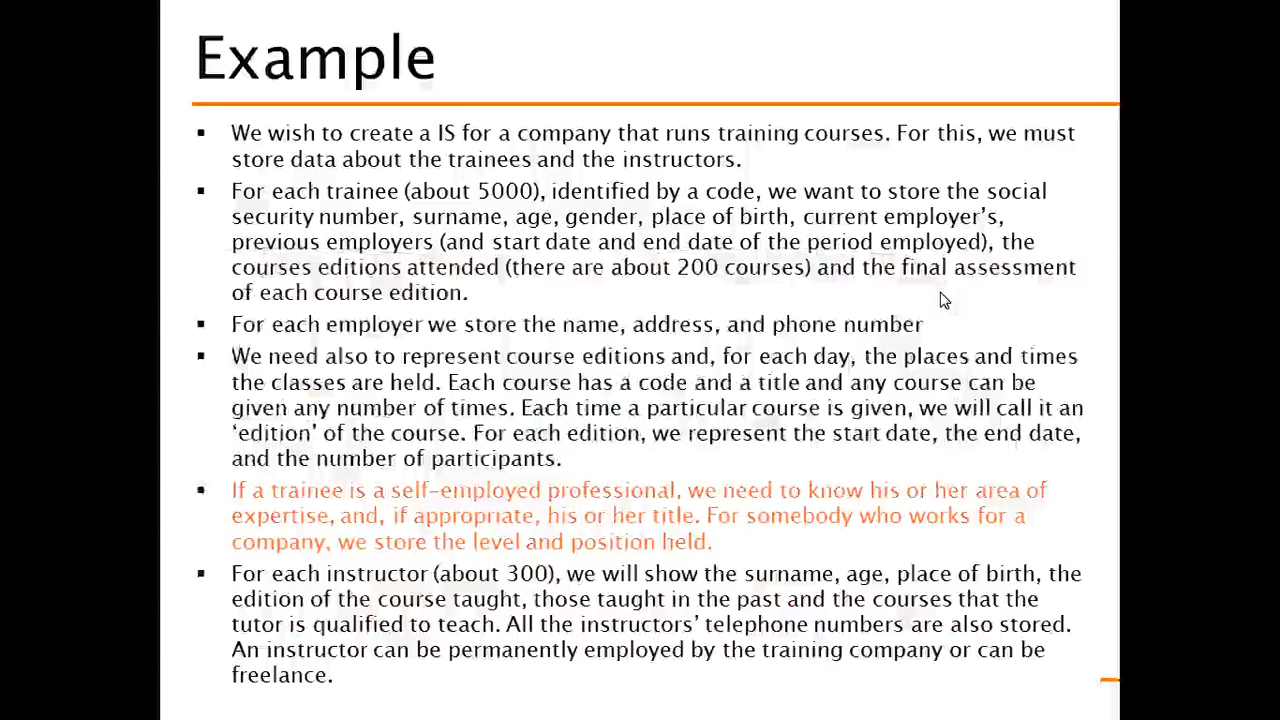 Example
▪ We wish to create a IS for a company that runs training courses. For this, we must
store data about the trainees and the instructors.
▪ For each trainee (about 5000), identified by a code, we want to store the social
security number, surname, age, gender, place of birth, current employer’s,
previous employers (and start date and end date of the period employed), the
courses editions attended (there are about 200 courses) and the final assessment
of each course edition.
▪ For each employer we store the name, address, and phone number
▪ We need also to represent course editions and, for each day, the places and times
the classes are held. Each course has a code and a title and any course can be
given any number of times. Each time a particular course is given, we will call it an
‘edition’ of the course. For each edition, we represent the start date, the end date,
and the number of participants.
▪ If a trainee is a self-employed professional, we need to know his or her area of
expertise, and, if appropriate, his or her title. For somebody who works for a
company, we store the level and position held.
▪ For each instructor (about 300), we will show the surname, age, place of birth, the
edition of the course taught, those taught in the past and the courses that the
tutor is qualified to teach. All the instructors’ telephone numbers are also stored.
An instructor can be permanently employed by the training company or can be
freelance.